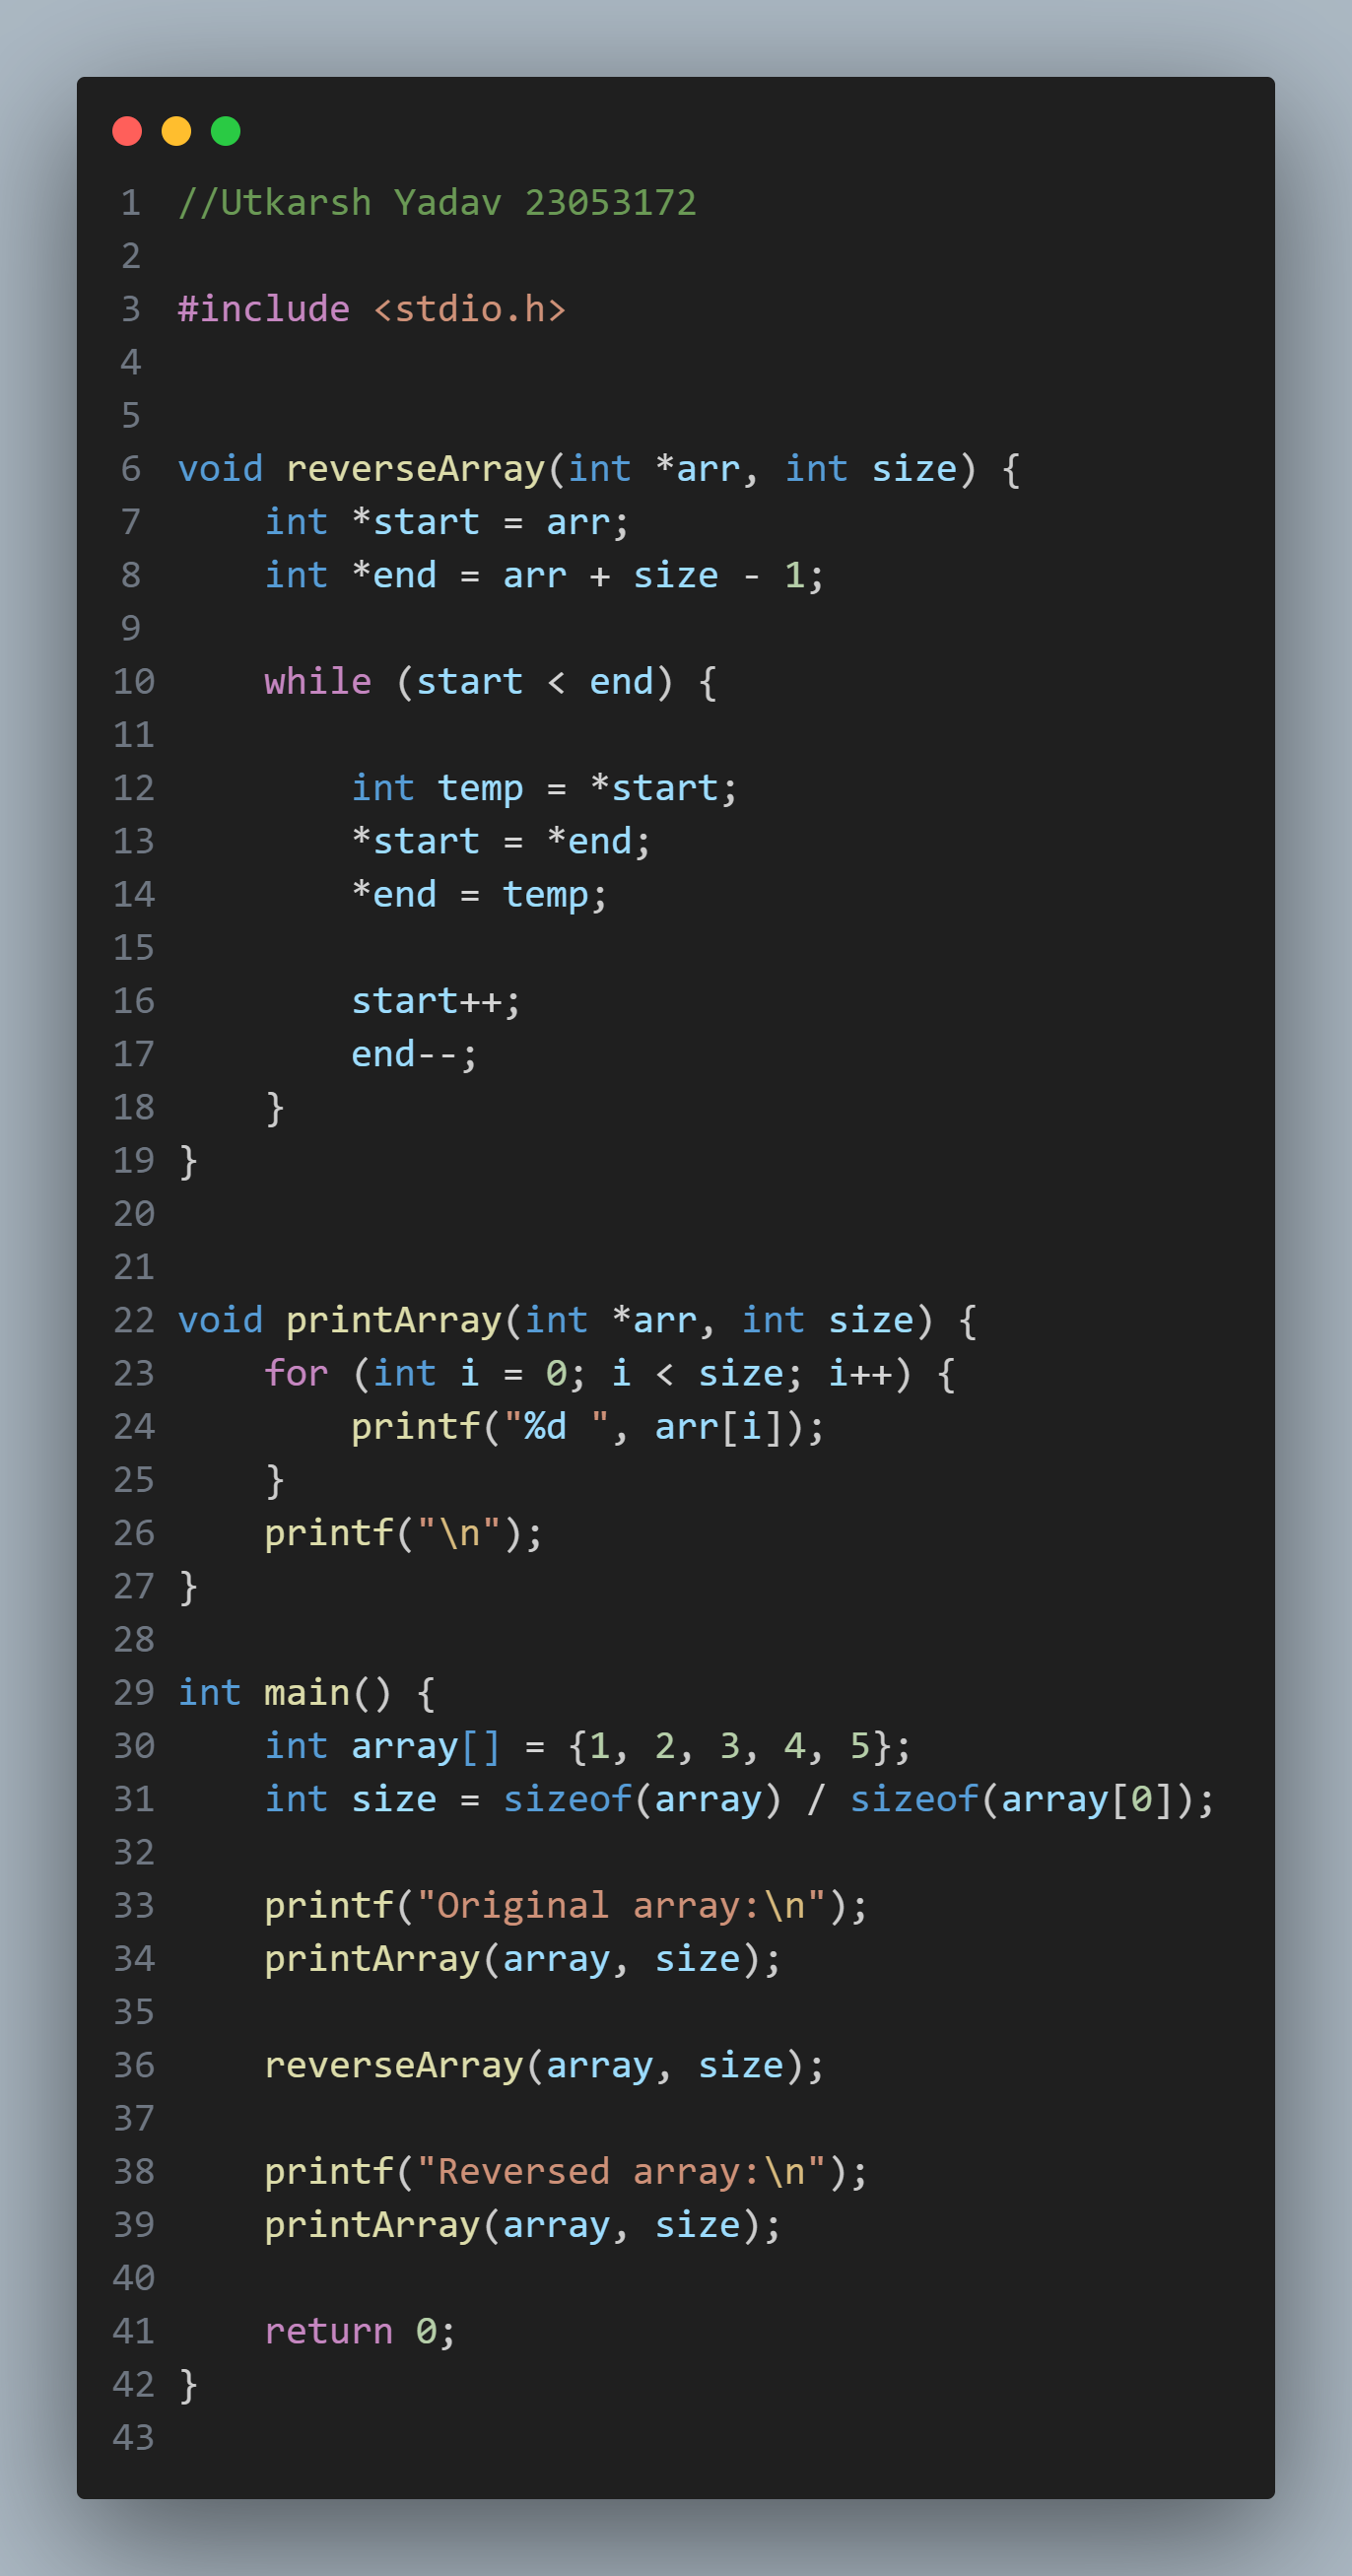 1 //Utkarsh Yadav 23053172
2
3 #include <stdio.h>
4
5
6 void reverseArray(int *arr, int size) {
7     int *start = arr;
8     int *end = arr + size - 1;
9
10     while (start < end) {
11
12         int temp = *start;
13         *start = *end;
14         *end = temp;
15
16         start++;
17         end--;
18     }
19 }
20
21
22 void printArray(int *arr, int size) {
23     for (int i = 0; i < size; i++) {
24         printf("%d ", arr[i]);
25     }
26     printf("\n");
27 }
28
29 int main() {
30     int array[] = {1, 2, 3, 4, 5};
31     int size = sizeof(array) / sizeof(array[0]);
32
33     printf("Original array:\n");
34     printArray(array, size);
35
36     reverseArray(array, size);
37
38     printf("Reversed array:\n");
39     printArray(array, size);
40
41     return 0;
42 }
43